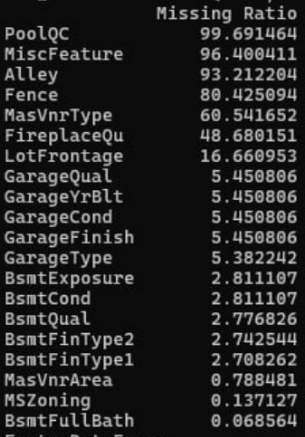 Missing Ratio
PoolQC 99.691464
MiscFeature 96.400411
Alley 93.212204
Fence 80.425094
MasVnrType 60.541652
FireplaceQu 48.680151
LotFrontage 16.660953
GarageQual 5.450806
GarageYrBlt 5.450806
GarageCond 5.450806
GarageFinish 5.450806
GarageType 5.382242
BsmtExposure 2.811107
BsmtCond 2.811107
BsmtQual 2.776826
BsmtFinType2 2.742544
BsmtFinType1 2.708262
MasVnrArea 0.788481
MSZoning 0.137127
BsmtFullBath 0.068564